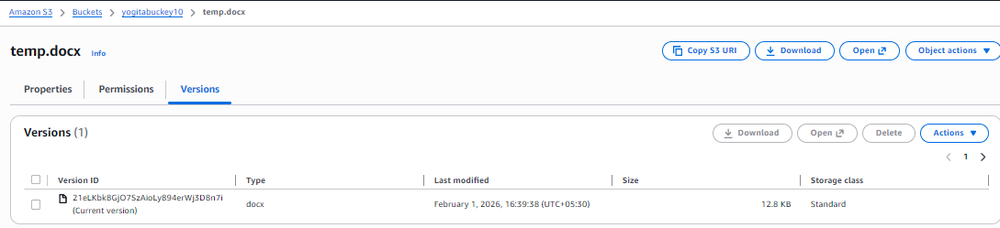 Amazon S3 > Buckets > yogitabuckey10 > temp.docx
temp.docx Info
Copy S3 URI Download Open Object actions
Properties Permissions Versions
Versions (1)
Download Open Delete Actions
1
Version ID Type Last modified Size Storage class
21eLKbk8GjO7SzAioLy894erWj3D8n7i
(Current version) docx February 1, 2026, 16:39:38 (UTC+05:30) 12.8 KB Standard